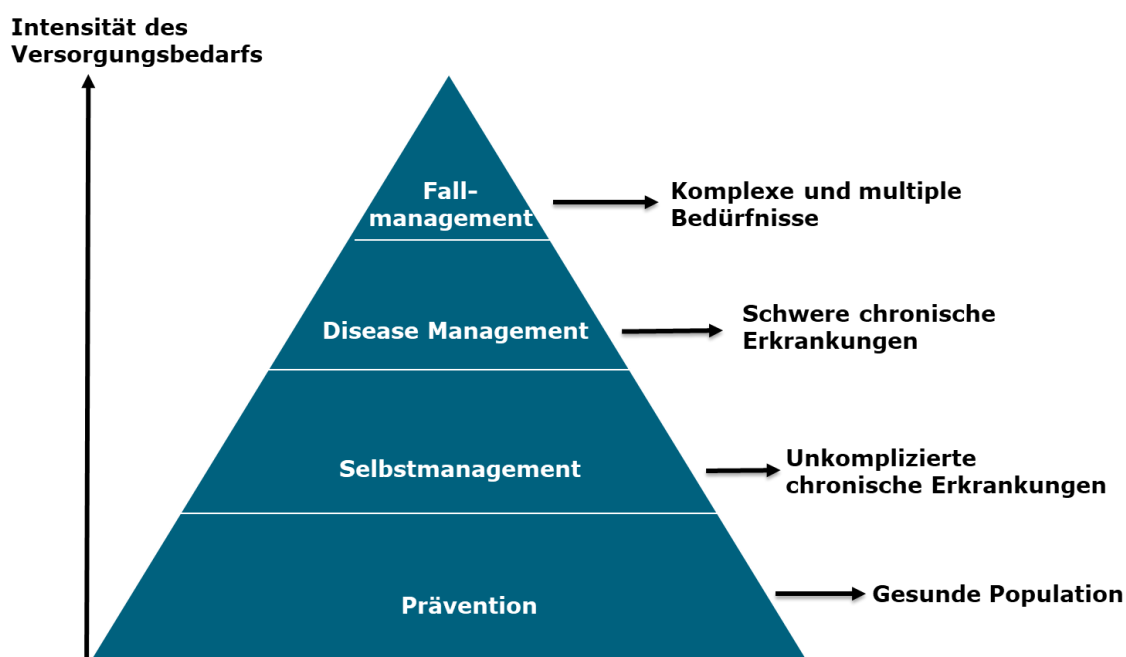 Intensität des
Versorgungsbedarfs
Fall-
management
Komplexe und multiple
Bedürfnisse
Disease Management
Schwere chronische
Erkrankungen
Selbstmanagement
Unkomplizierte
chronische Erkrankungen
Prävention
Gesunde Population